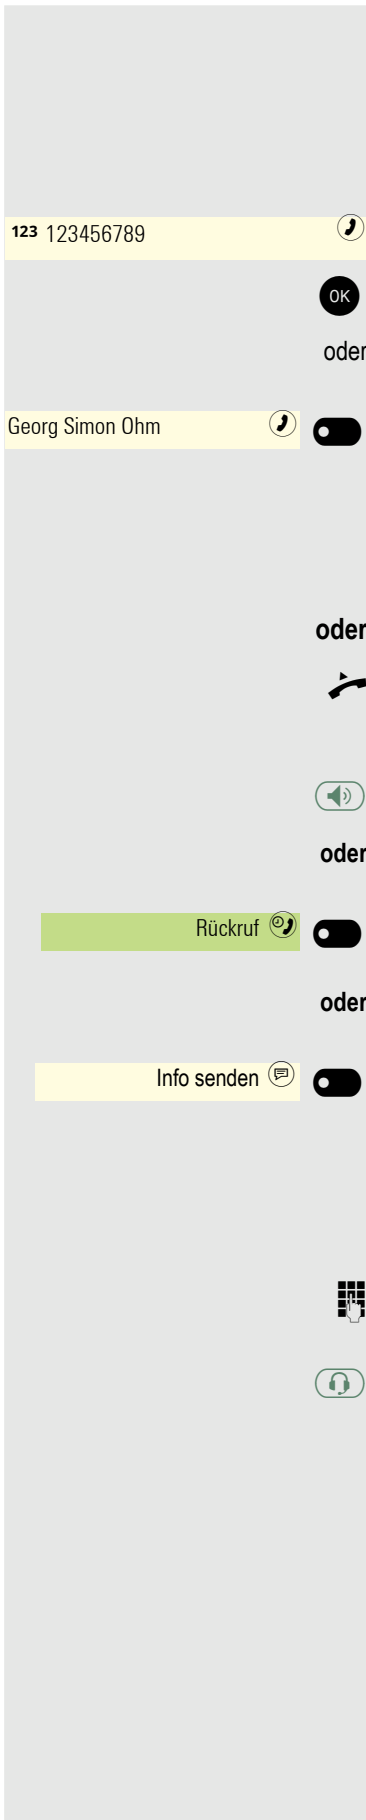 123 123456789
OK
oder
Georg Simon Ohm
oder
oder
Rückruf
oder
Info senden